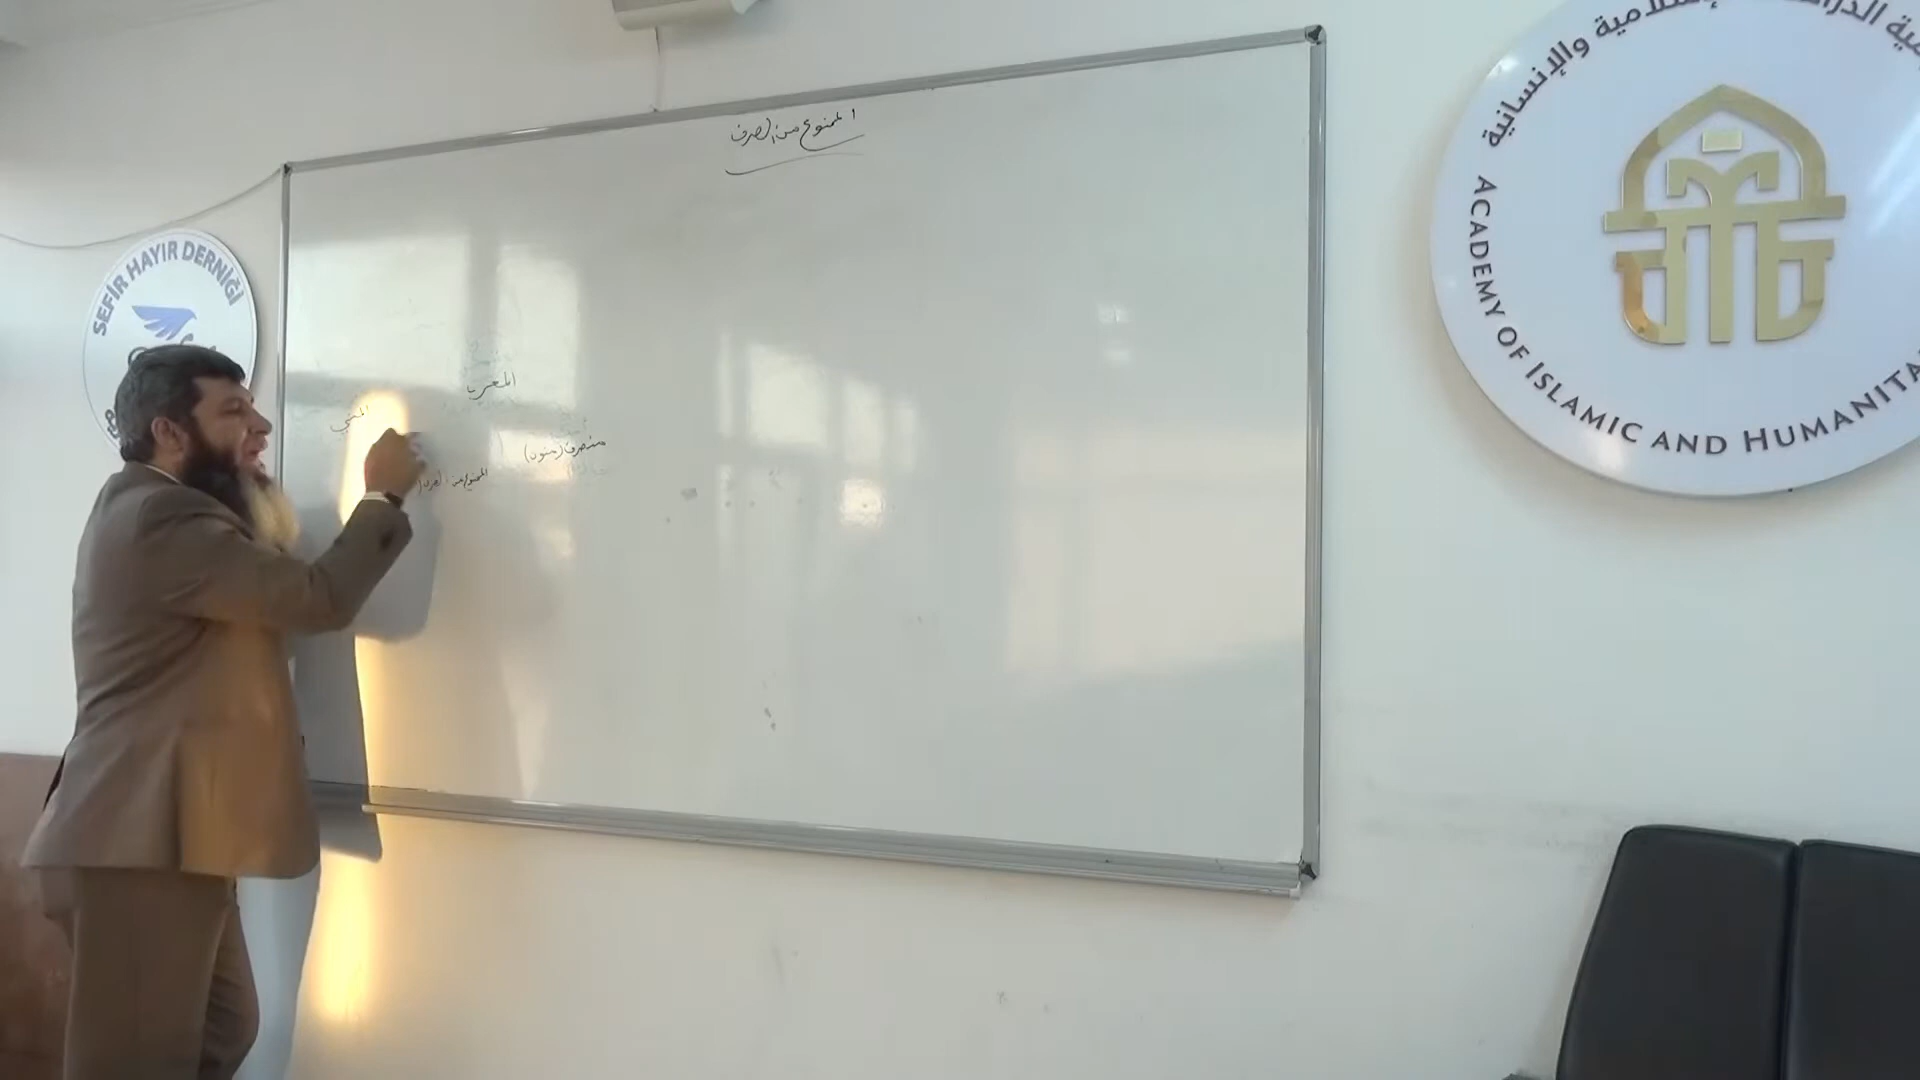 الممنوع من الصرف
المعرب
المبني
منصرف (منون)
الممنوع من الصرف (
SEFİR HAYIR DERNEĞİ
الإسلامية والإنسانية
ACADEMY OF ISLAMIC AND HUMANITA